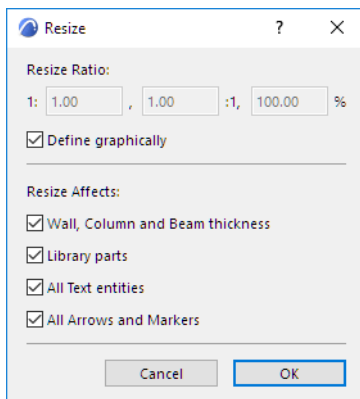 Resize ?
Resize Ratio:
1: 1.00 , 1.00 :1, 100.00 %
Define graphically
Resize Affects:
Wall, Column and Beam thickness
Library parts
All Text entities
All Arrows and Markers
Cancel OK